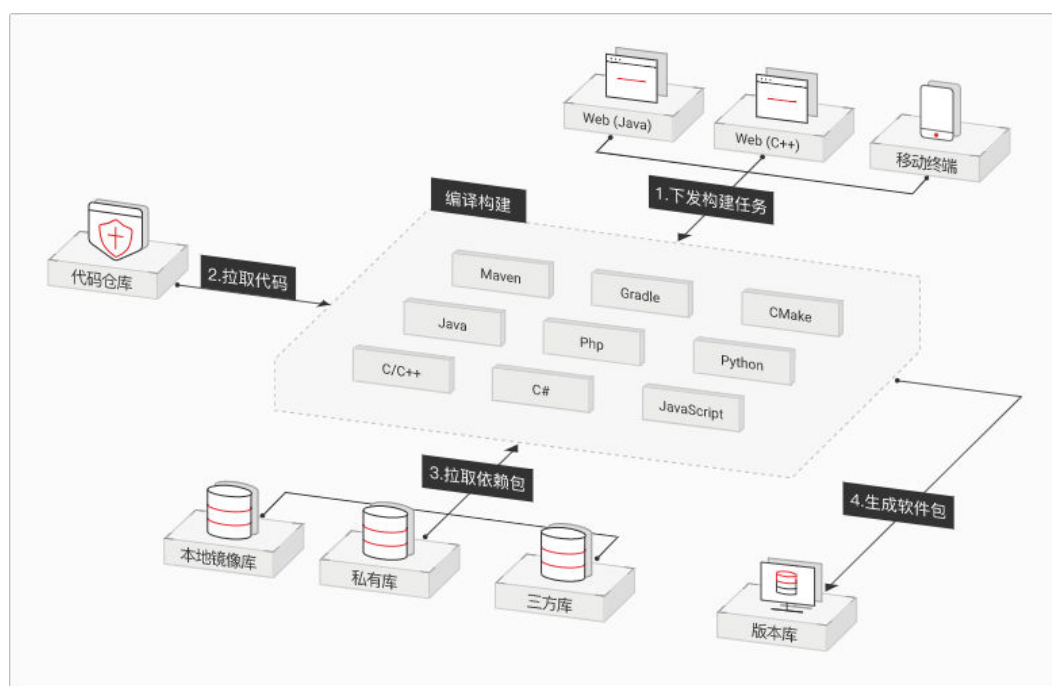 Web (Java)
Web (C++)
移动终端
1.下发构建任务
编译构建
代码仓库
2.拉取代码
Maven
Gradle
CMake
Java
Php
Python
C/C++
C#
JavaScript
3.拉取依赖包
4.生成软件包
本地镜像库
私有库
三方库
版本库